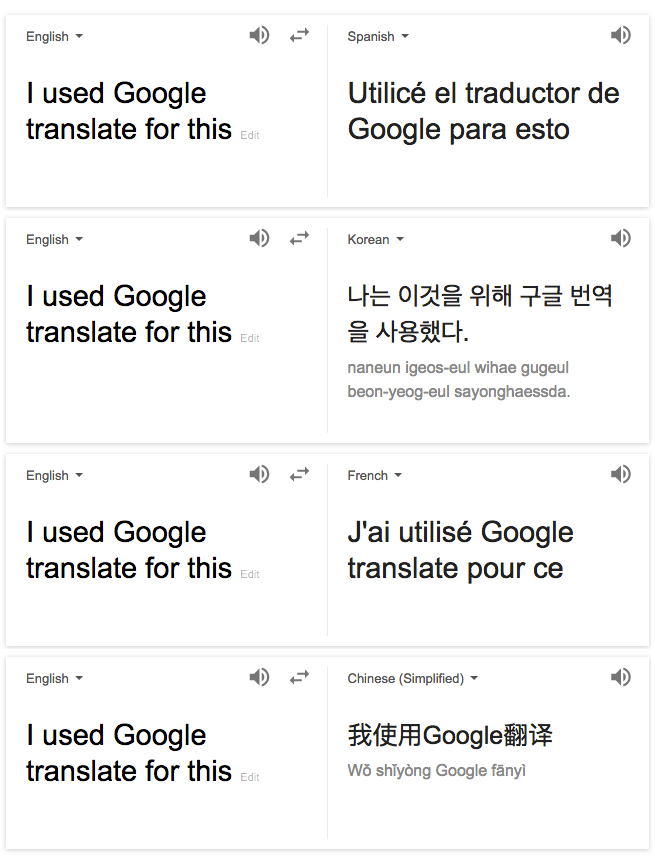 English
Spanish
I used Google
translate for this Edit
Utilicé el traductor de
Google para esto
English
Korean
I used Google
translate for this Edit
나는 이것을 위해 구글 번역
을 사용했다.
naneun igeos-eul wihae gugeul
beon-yeog-eul sayonghaessda.
English
French
I used Google
translate for this Edit
J'ai utilisé Google
translate pour ce
English
Chinese (Simplified)
I used Google
translate for this Edit
我使用Google翻译
Wǒ shǐyòng Google fānyì